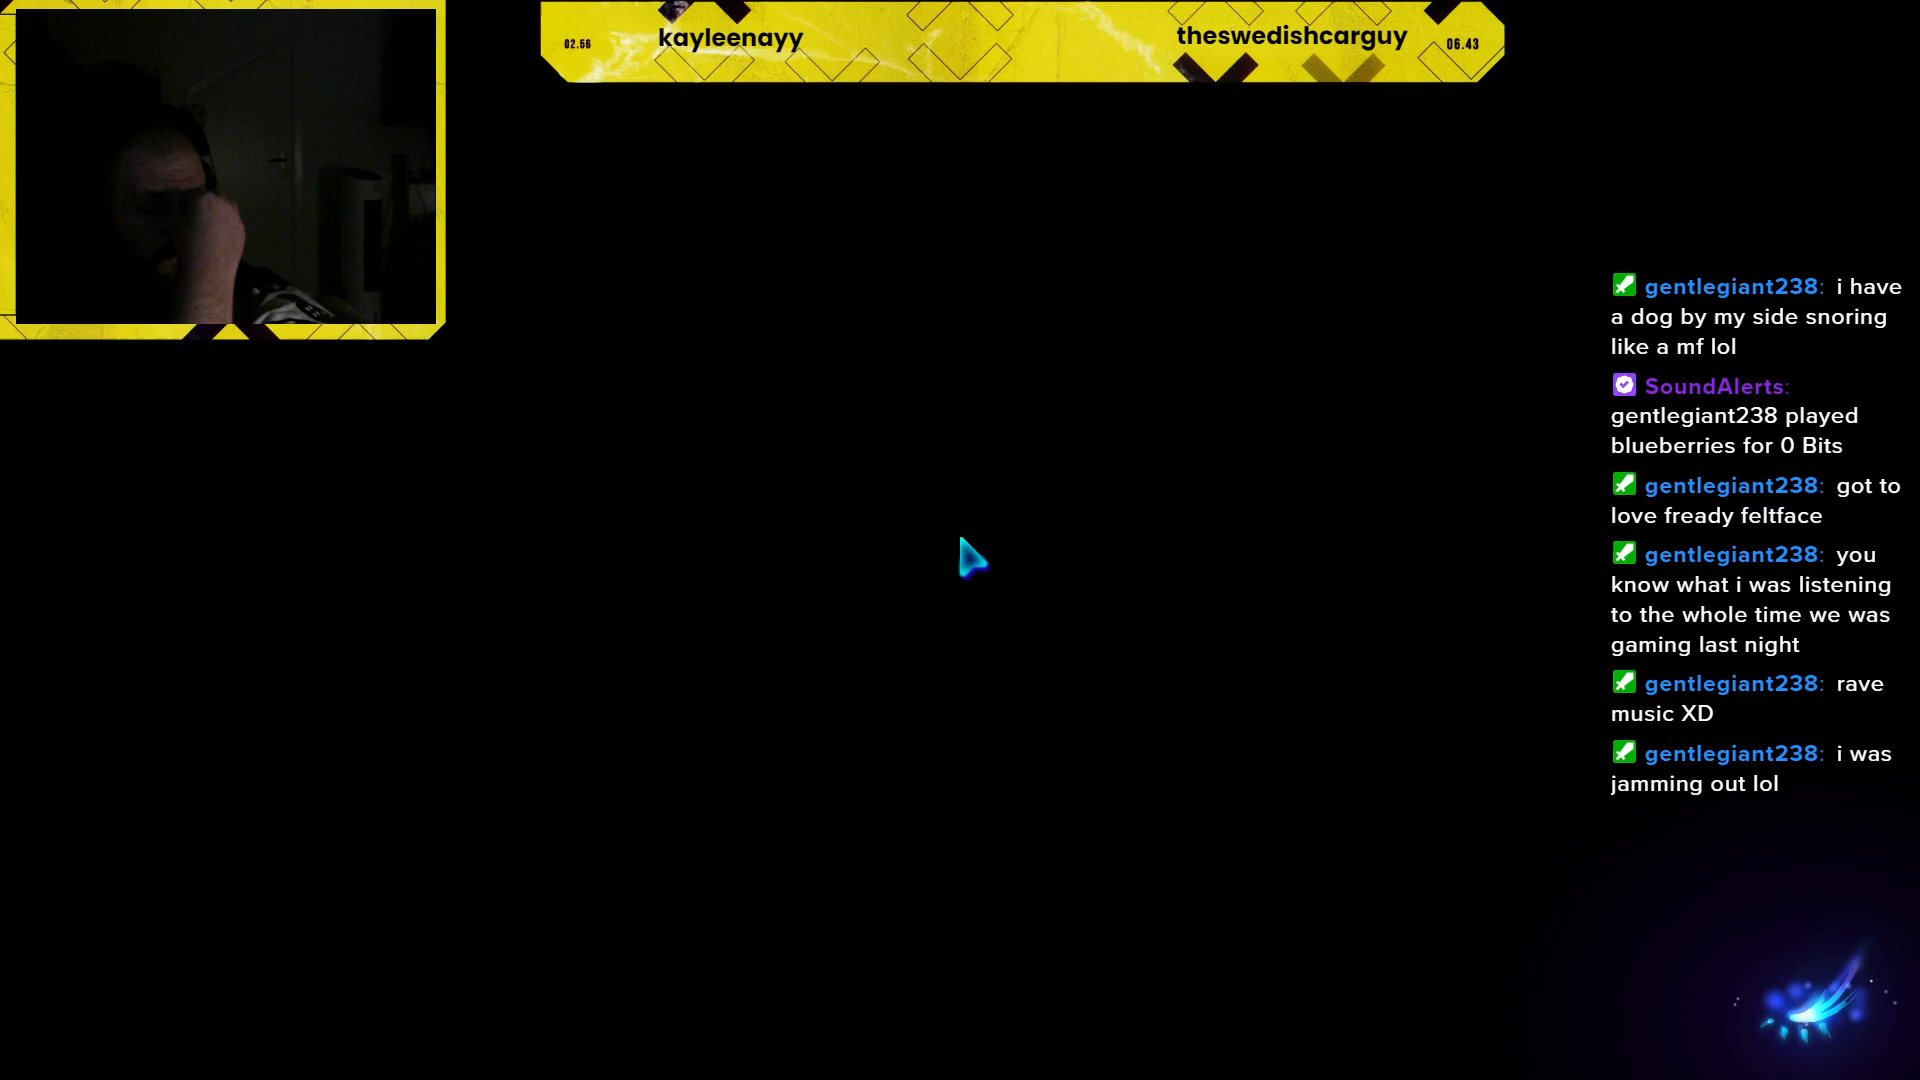 02.56 kayleenayy theswedishcarguy 06.43
gentlegiant238: i have
a dog by my side snoring
like a mf lol
SoundAlerts:
gentlegiant238 played
blueberries for 0 Bits
gentlegiant238: got to
love fready feltface
gentlegiant238: you
know what i was listening
to the whole time we was
gaming last night
gentlegiant238: rave
music XD
gentlegiant238: i was
jamming out lol